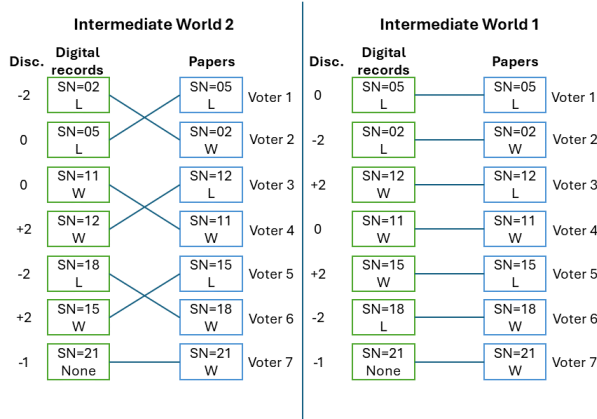 Intermediate World 2
Disc. Digital records Papers
-2 SN=02 L SN=05 L Voter 1
0 SN=05 L SN=02 W Voter 2
0 SN=11 W SN=12 L Voter 3
+2 SN=12 W SN=11 W Voter 4
-2 SN=18 L SN=15 L Voter 5
+2 SN=15 W SN=18 W Voter 6
-1 SN=21 None SN=21 W Voter 7
Intermediate World 1
Disc. Digital records Papers
0 SN=05 L SN=05 L Voter 1
-2 SN=02 L SN=02 W Voter 2
+2 SN=12 W SN=12 L Voter 3
0 SN=11 W SN=11 W Voter 4
+2 SN=15 W SN=15 L Voter 5
-2 SN=18 L SN=18 W Voter 6
-1 SN=21 None SN=21 W Voter 7